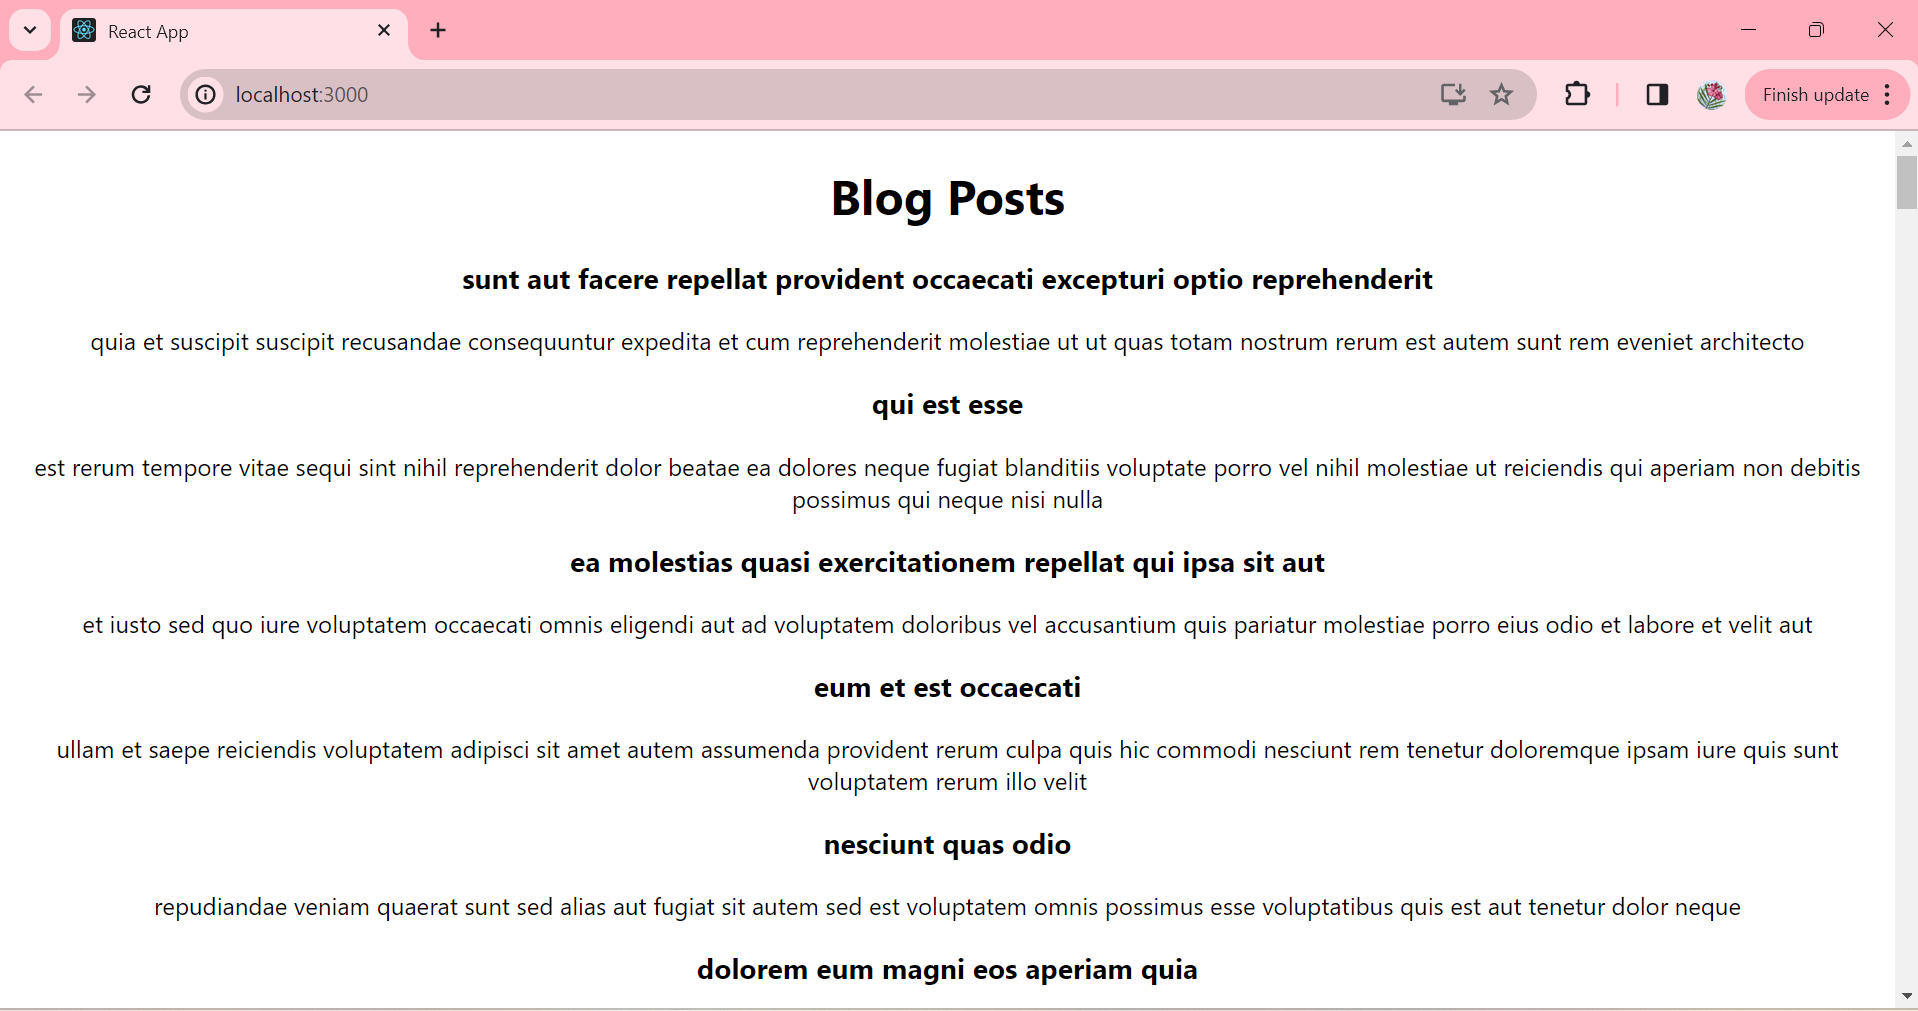 React App
localhost:3000
Finish update
Blog Posts
sunt aut facere repellat provident occaecati excepturi optio reprehenderit
quia et suscipit suscipit recusandae consequuntur expedita et cum reprehenderit molestiae ut ut quas totam nostrum rerum est autem sunt rem eveniet architecto
qui est esse
est rerum tempore vitae sequi sint nihil reprehenderit dolor beatae ea dolores neque fugiat blanditiis voluptate porro vel nihil molestiae ut reiciendis qui aperiam non debitis
possimus qui neque nisi nulla
ea molestias quasi exercitationem repellat qui ipsa sit aut
et iusto sed quo iure voluptatem occaecati omnis eligendi aut ad voluptatem doloribus vel accusantium quis pariatur molestiae porro eius odio et labore et velit aut
eum et est occaecati
ullam et saepe reiciendis voluptatem adipisci sit amet autem assumenda provident rerum culpa quis hic commodi nesciunt rem tenetur doloremque ipsam iure quis sunt
voluptatem rerum illo velit
nesciunt quas odio
repudiandae veniam quaerat sunt sed alias aut fugiat sit autem sed est voluptatem omnis possimus esse voluptatibus quis est aut tenetur dolor neque
dolorem eum magni eos aperiam quia